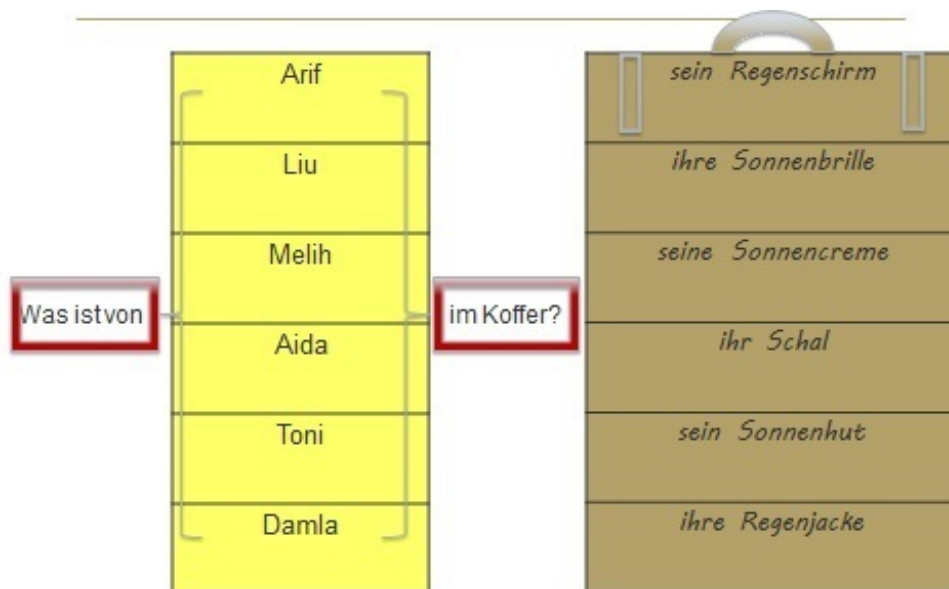 Was ist von
Arif
Liu
Melih
Aida
Toni
Damla
im Koffer?
sein Regenschirm
ihre Sonnenbrille
seine Sonnencreme
ihr Schal
sein Sonnenhut
ihre Regenjacke